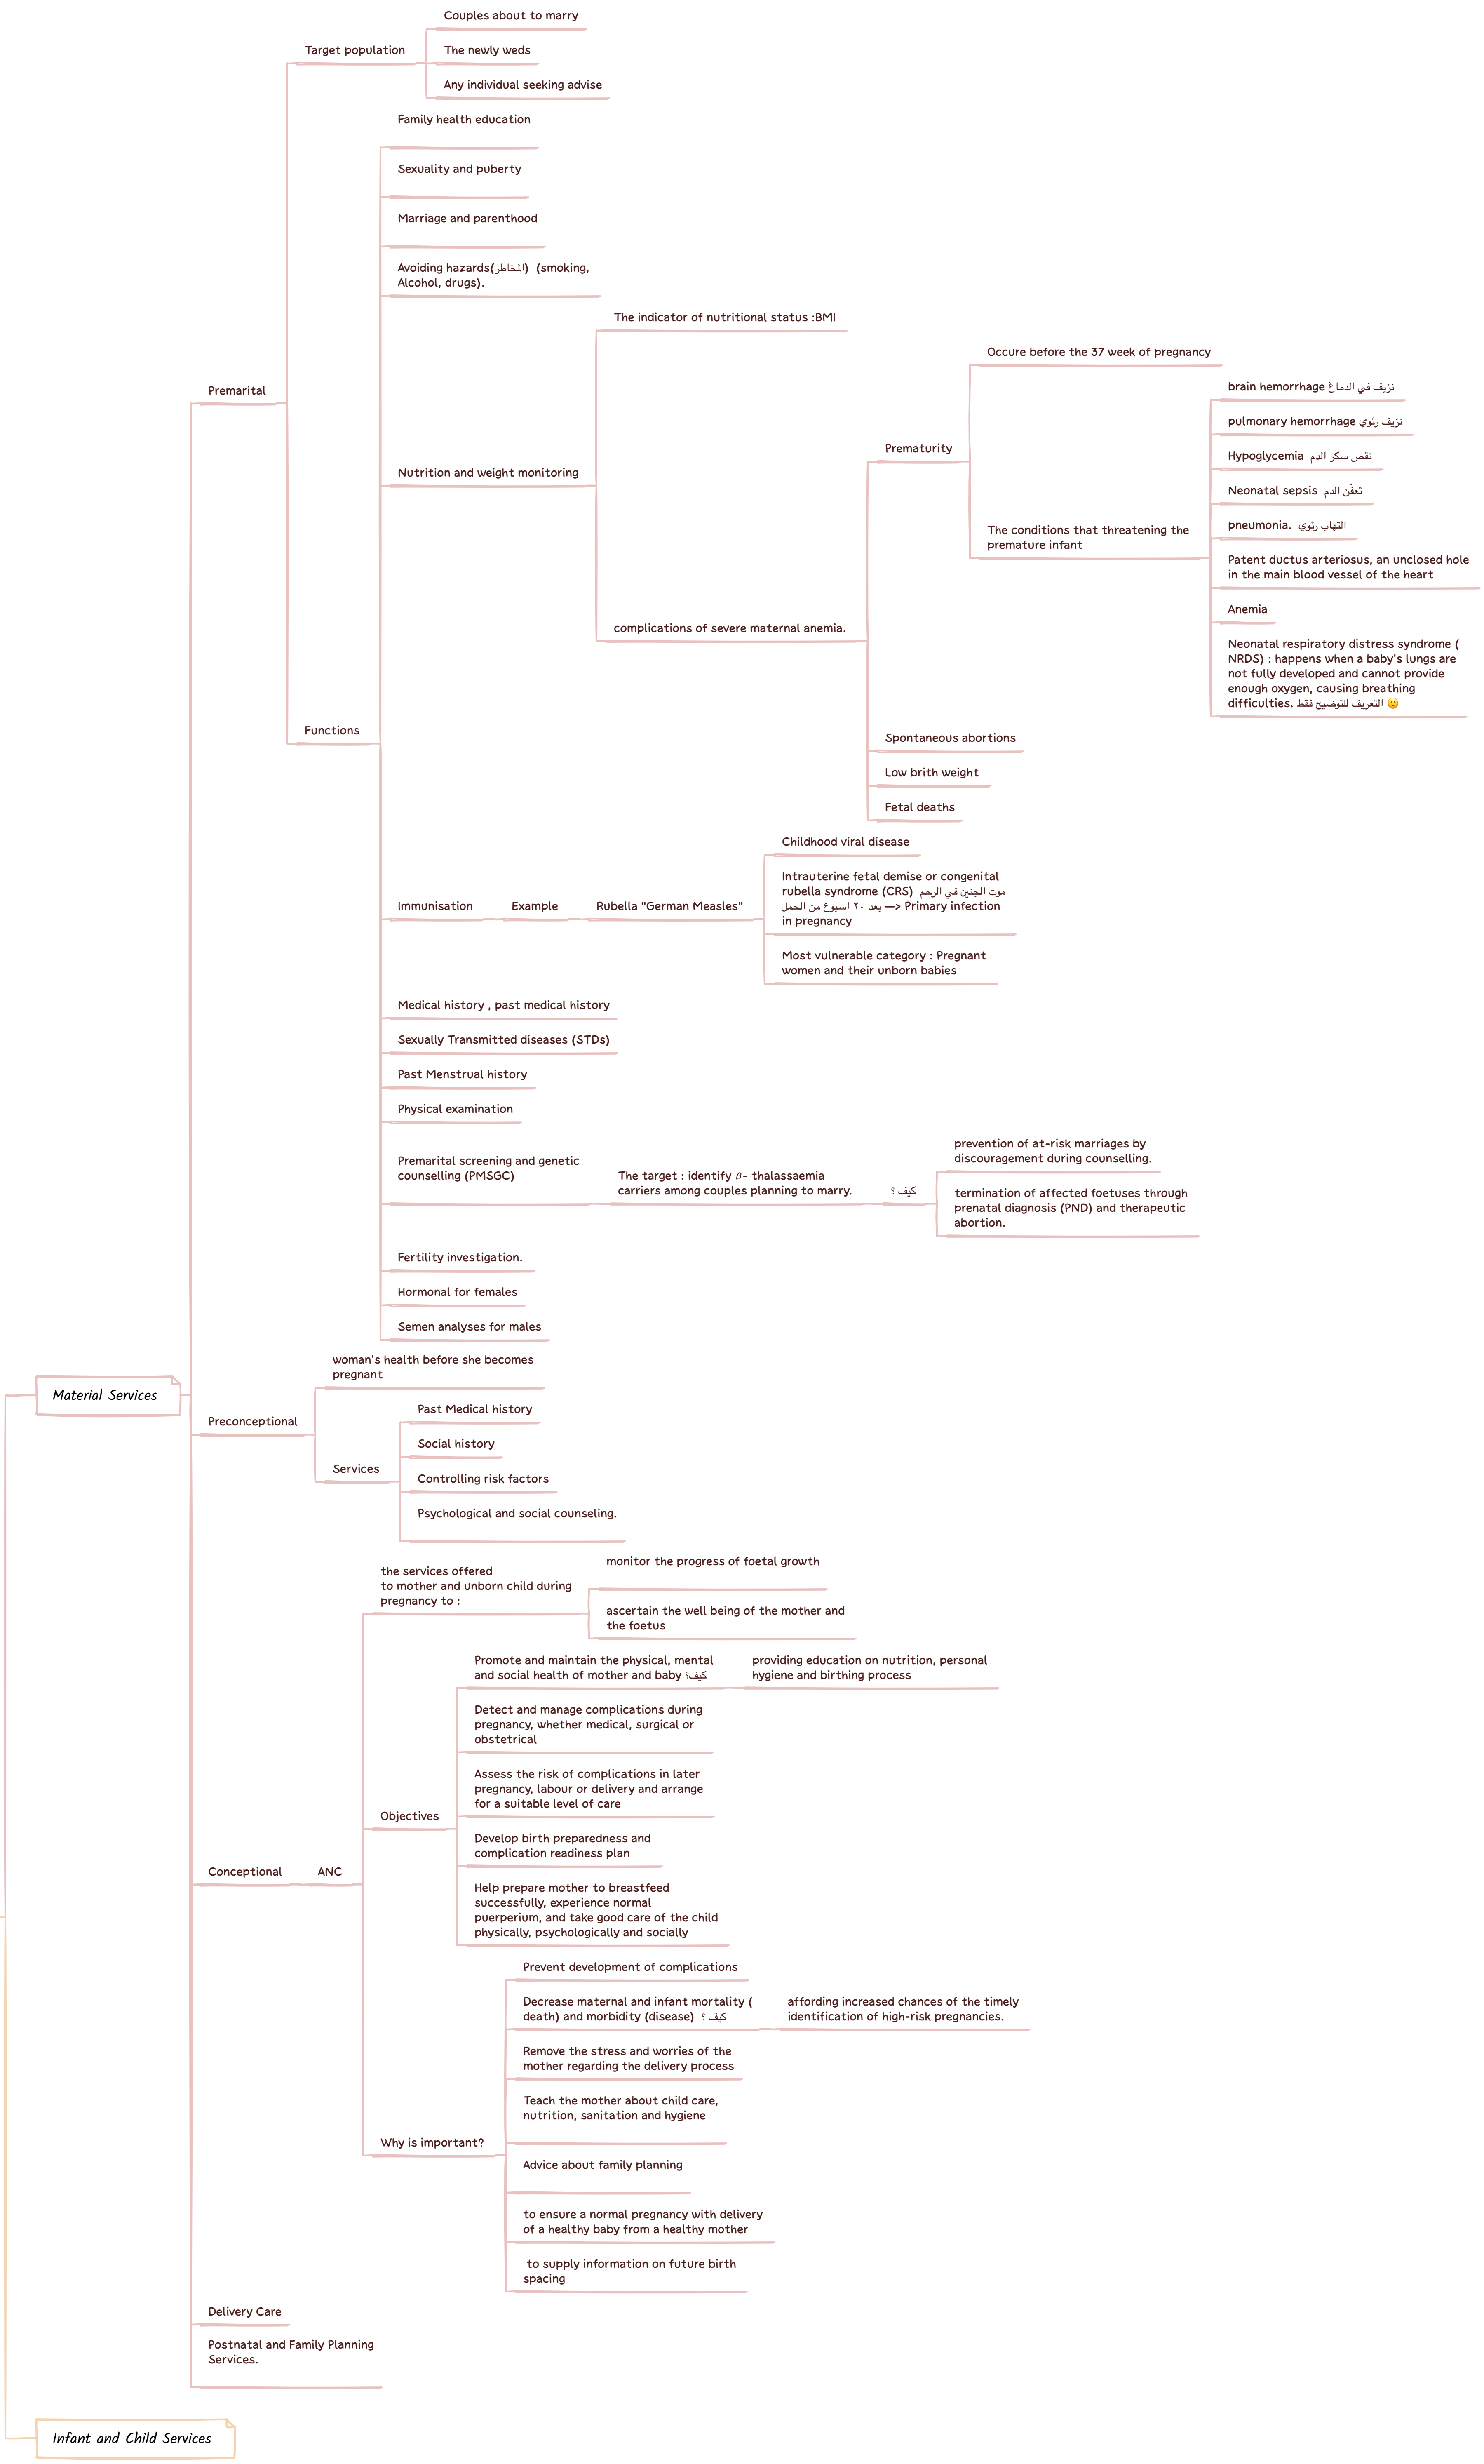 Couples about to marry
Target population
The newly weds
Any individual seeking advise
Family health education
Sexuality and puberty
Marriage and parenthood
Avoiding hazards(المخاطر) (smoking,
Alcohol, drugs).
The indicator of nutritional status :BMI
Occure before the 37 week of pregnancy
Premarital
brain hemorrhage نزيف في الدماغ
pulmonary hemorrhage نزيف رئوي
Prematurity
Hypoglycemia نقص سكر الدم
Nutrition and weight monitoring
Neonatal sepsis تعفّن الدم
The conditions that threatening the
premature infant
pneumonia. التهاب رئوي
Patent ductus arteriosus, an unclosed hole
in the main blood vessel of the heart
Anemia
complications of severe maternal anemia.
Neonatal respiratory distress syndrome (
NRDS) : happens when a baby's lungs are
not fully developed and cannot provide
enough oxygen, causing breathing
difficulties. التعريف للتوضيح فقط 🙂
Functions
Spontaneous abortions
Low brith weight
Fetal deaths
Childhood viral disease
Intrauterine fetal demise or congenital
rubella syndrome (CRS) موت الجنين في الرحم
بعد ٢٠ اسبوع من الحمل —> Primary infection
in pregnancy
Immunisation
Example
Rubella "German Measles"
Most vulnerable category : Pregnant
women and their unborn babies
Medical history , past medical history
Sexually Transmitted diseases (STDs)
Past Menstrual history
Physical examination
prevention of at-risk marriages by
discouragement during counselling.
Premarital screening and genetic
counselling (PMSGC)
The target : identify β- thalassaemia
carriers among couples planning to marry.
كيف ؟
termination of affected foetuses through
prenatal diagnosis (PND) and therapeutic
abortion.
Fertility investigation.
Hormonal for females
Semen analyses for males
woman's health before she becomes
pregnant
Material Services
Preconceptional
Past Medical history
Social history
Services
Controlling risk factors
Psychological and social counseling.
the services offered
to mother and unborn child during
pregnancy to :
monitor the progress of foetal growth
ascertain the well being of the mother and
the foetus
Promote and maintain the physical, mental
and social health of mother and baby كيف؟
providing education on nutrition, personal
hygiene and birthing process
Detect and manage complications during
pregnancy, whether medical, surgical or
obstetrical
Assess the risk of complications in later
pregnancy, labour or delivery and arrange
for a suitable level of care
Objectives
Develop birth preparedness and
complication readiness plan
Conceptional
ANC
Help prepare mother to breastfeed
successfully, experience normal
puerperium, and take good care of the child
physically, psychologically and socially
Prevent development of complications
Decrease maternal and infant mortality (
death) and morbidity (disease) كيف ؟
affording increased chances of the timely
identification of high-risk pregnancies.
Remove the stress and worries of the
mother regarding the delivery process
Teach the mother about child care,
nutrition, sanitation and hygiene
Why is important?
Advice about family planning
to ensure a normal pregnancy with delivery
of a healthy baby from a healthy mother
to supply information on future birth
spacing
Delivery Care
Postnatal and Family Planning
Services.
Infant and Child Services